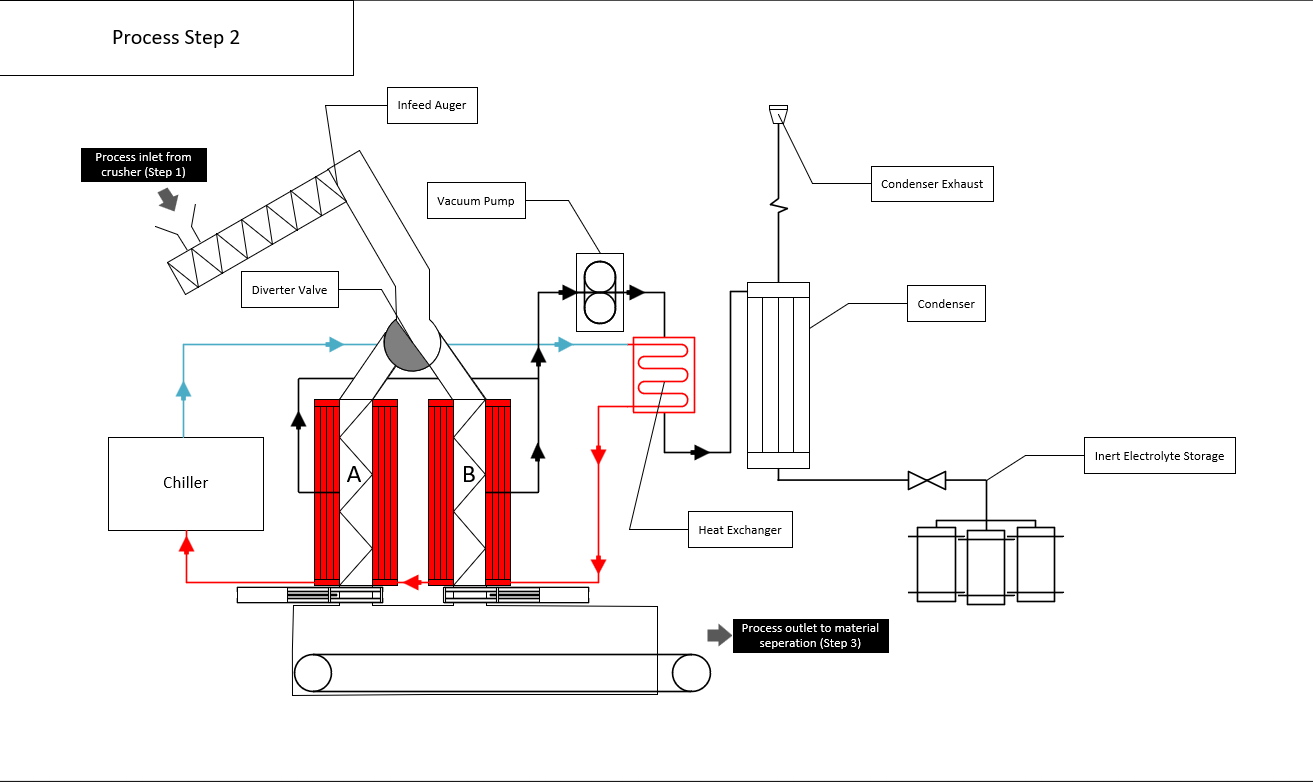 Process Step 2
Infeed Auger
Process inlet from
crusher (Step 1)
Condenser Exhaust
Vacuum Pump
Diverter Valve
Condenser
Inert Electrolyte Storage
A
B
Chiller
Heat Exchanger
Process outlet to material
seperation (Step 3)